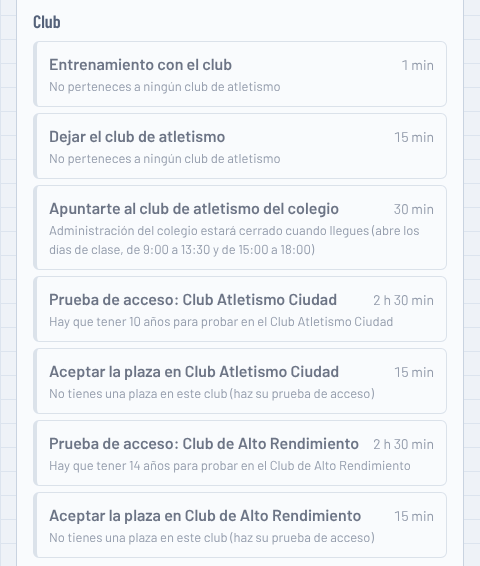 Club
Entrenamiento con el club 1 min
No perteneces a ningún club de atletismo
Dejar el club de atletismo 15 min
No perteneces a ningún club de atletismo
Apuntarte al club de atletismo del colegio 30 min
Administración del colegio estará cerrado cuando llegues (abre los
días de clase, de 9:00 a 13:30 y de 15:00 a 18:00)
Prueba de acceso: Club Atletismo Ciudad 2 h 30 min
Hay que tener 10 años para probar en el Club Atletismo Ciudad
Aceptar la plaza en Club Atletismo Ciudad 15 min
No tienes una plaza en este club (haz su prueba de acceso)
Prueba de acceso: Club de Alto Rendimiento 2 h 30 min
Hay que tener 14 años para probar en el Club de Alto Rendimiento
Aceptar la plaza en Club de Alto Rendimiento 15 min
No tienes una plaza en este club (haz su prueba de acceso)